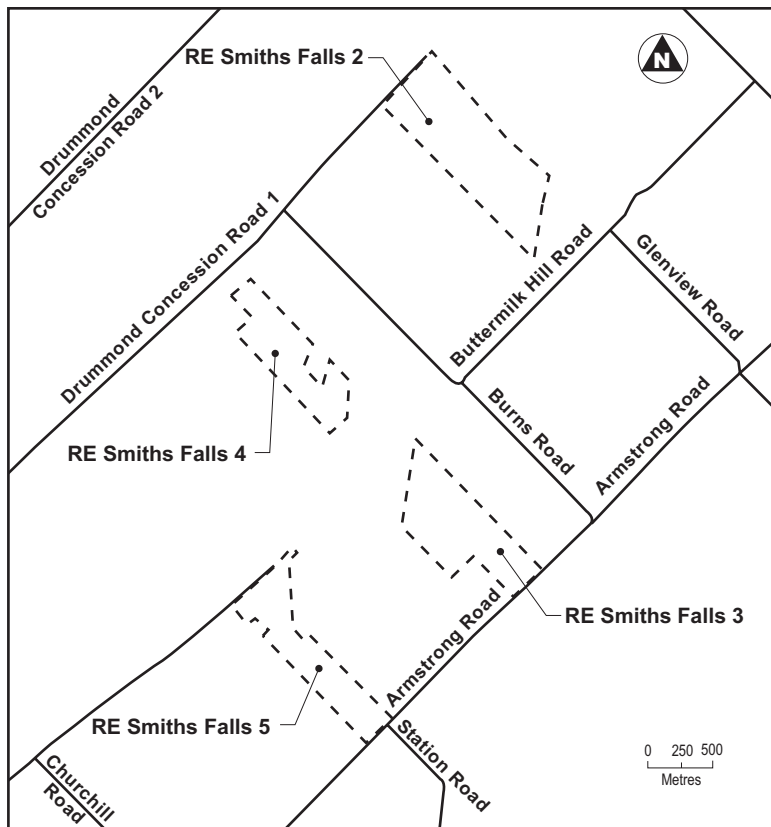 RE Smiths Falls 2
N
Drummond
Concession Road 2
Drummond Concession Road 1
Buttermilk Hill Road
Glenview Road
Burns Road
Armstrong Road
RE Smiths Falls 4
Armstrong Road
RE Smiths Falls 3
RE Smiths Falls 5
Station Road
Churchill
Road
0 250 500
Metres